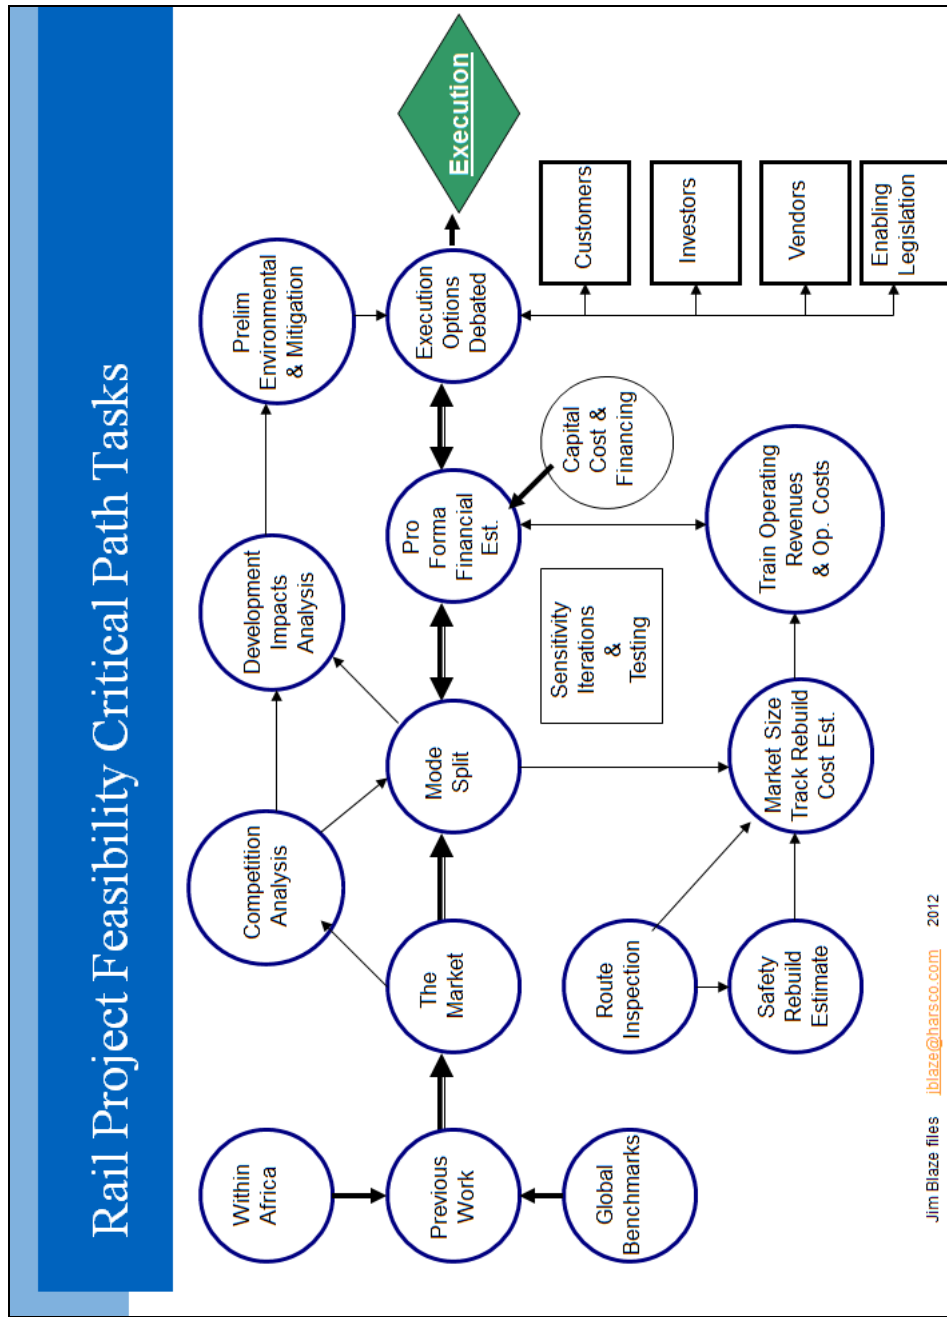 Rail Project Feasibility Critical Path Tasks
Within
Africa
Previous
Work
Global
Benchmarks
The
Market
Competition
Analysis
Mode
Split
Development
Impacts
Analysis
Prelim
Environmental
& Mitigation
Pro
Forma
Financial
Est.
Capital
Cost &
Financing
Execution
Options
Debated
Execution
Customers
Investors
Vendors
Enabling
Legislation
Sensitivity
Iterations
&
Testing
Route
Inspection
Safety
Rebuild
Estimate
Market Size
Track Rebuild
Cost Est.
Train Operating
Revenues
& Op. Costs
Jim Blaze files jblaze@harsco.com 2012